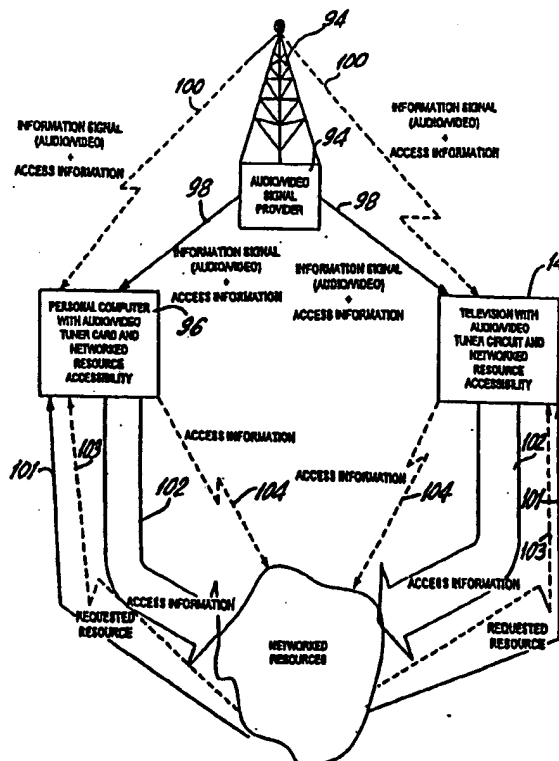 94
100
100
INFORMATION SIGNAL
(AUDIO/VIDEO)
+
ACCESS INFORMATION
INFORMATION SIGNAL
(AUDIO/VIDEO)
+
ACCESS INFORMATION
94
AUDIO/VIDEO
SIGNAL
PROVIDER
98
98
INFORMATION SIGNAL
(AUDIO/VIDEO)
+
ACCESS INFORMATION
INFORMATION SIGNAL
(AUDIO/VIDEO)
+
ACCESS INFORMATION
PERSONAL COMPUTER
WITH AUDIO/VIDEO
TUNER CARD AND
NETWORKED
RESOURCE
ACCESSIBILITY
96
14
TELEVISION WITH
AUDIO/VIDEO
TUNER CIRCUIT AND
NETWORKED
RESOURCE
ACCESSIBILITY
101
103
102
ACCESS INFORMATION
104
ACCESS INFORMATION
104
102
101
103
ACCESS INFORMATION
REQUESTED
RESOURCE
NETWORKED
RESOURCES
ACCESS INFORMATION
REQUESTED
RESOURCE